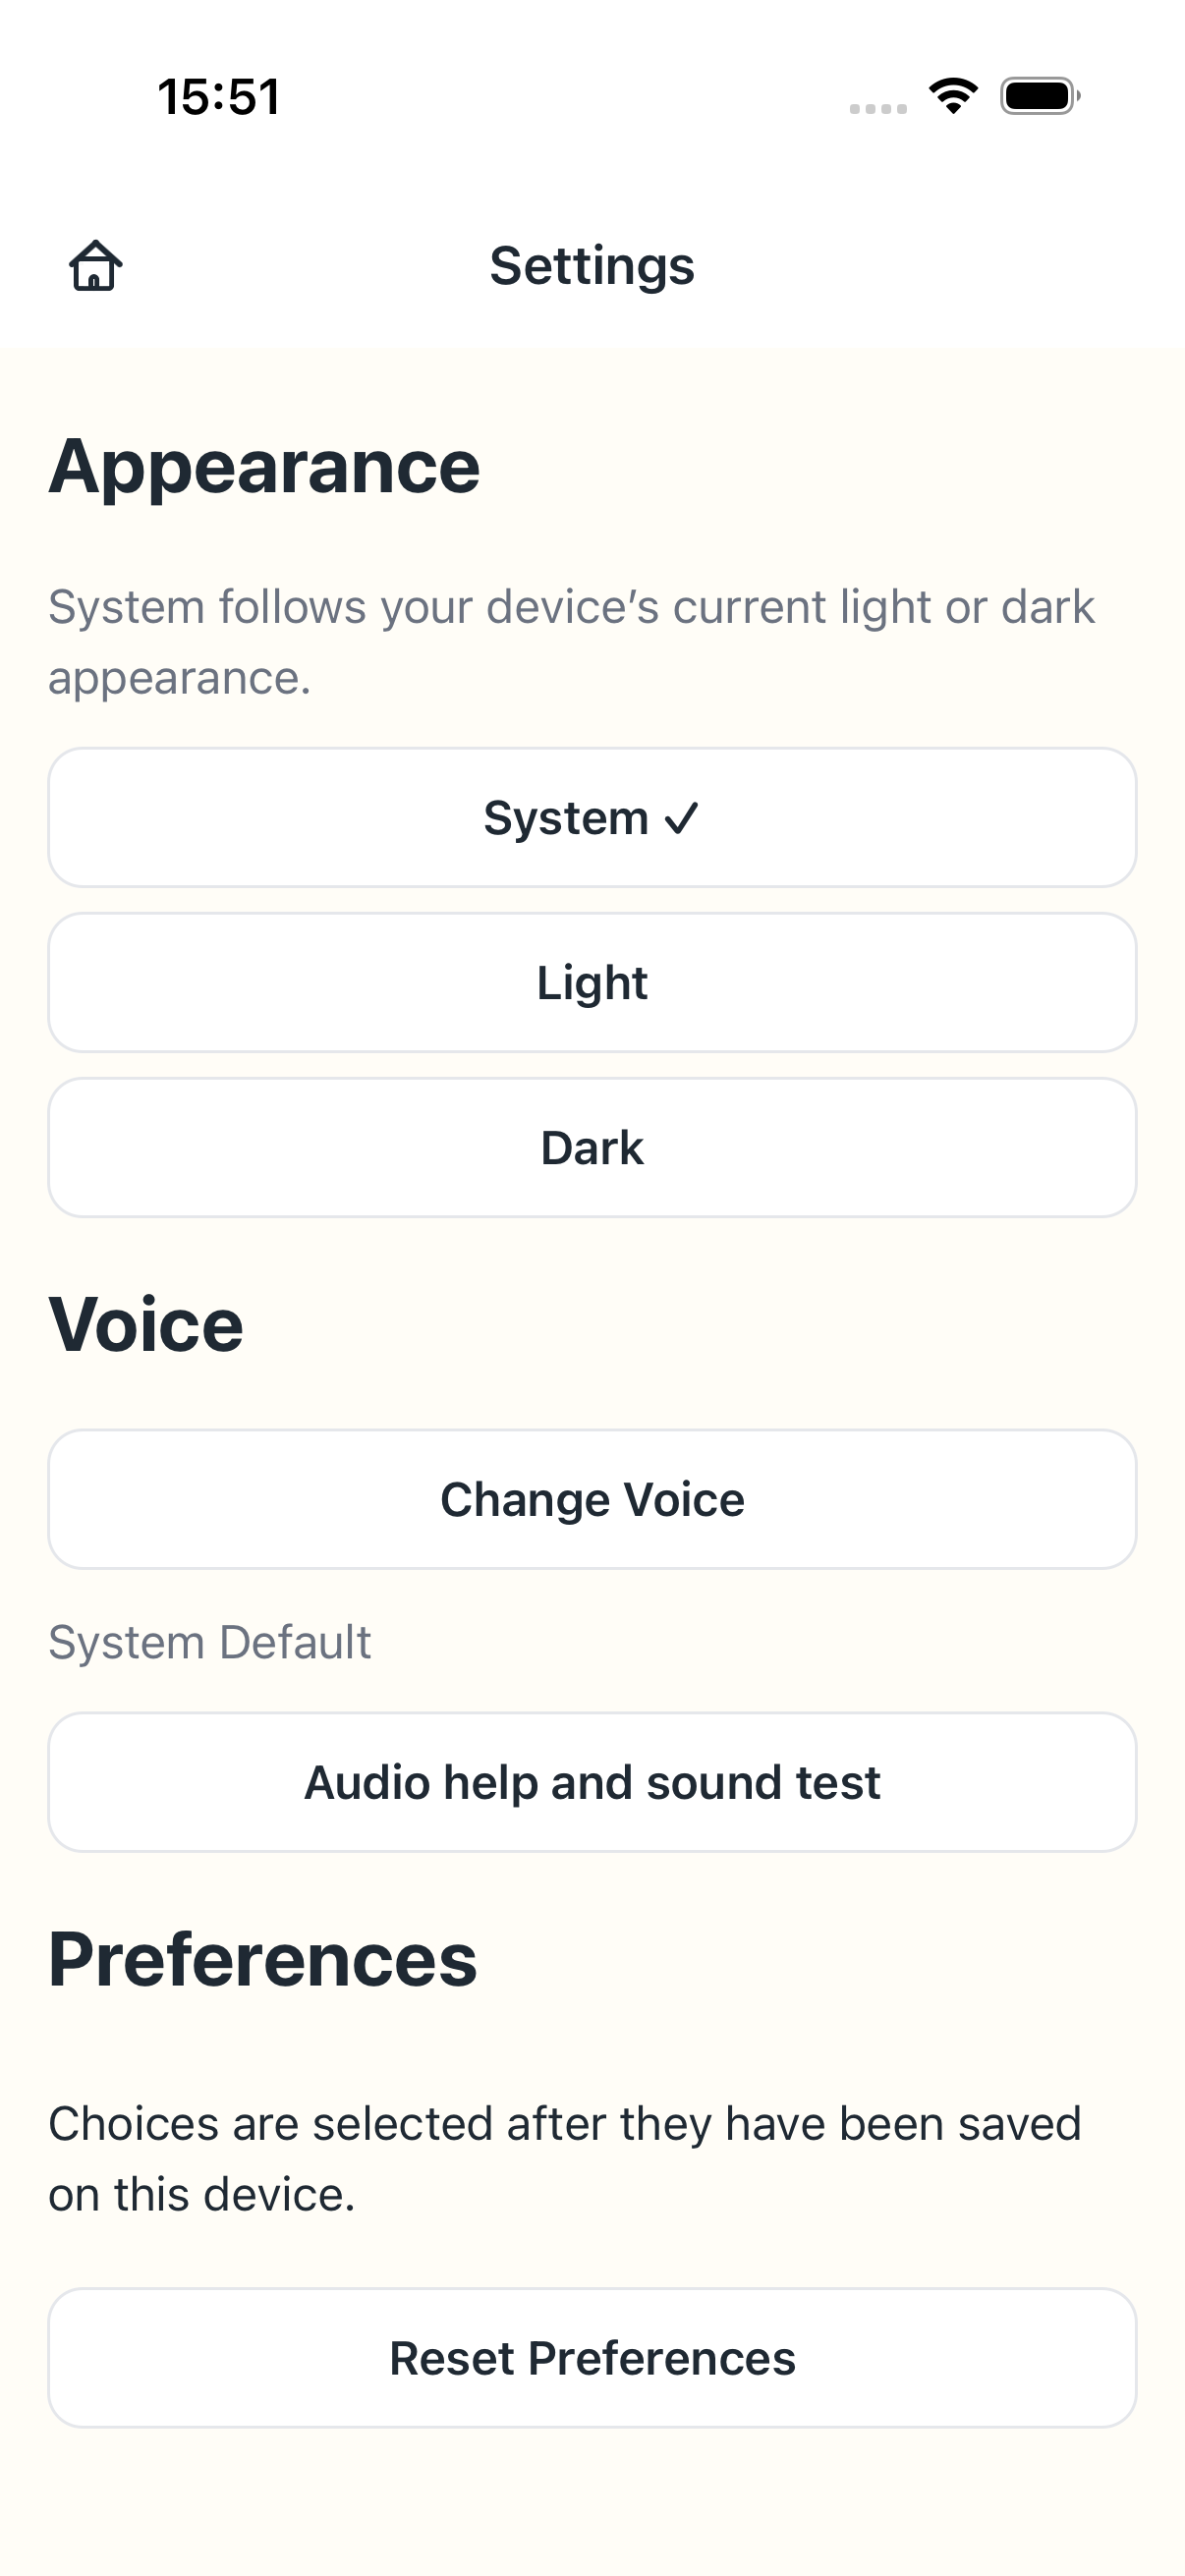 15:51
Settings
Appearance
System follows your device’s current light or dark
appearance.
System ✓
Light
Dark
Voice
Change Voice
System Default
Audio help and sound test
Preferences
Choices are selected after they have been saved
on this device.
Reset Preferences